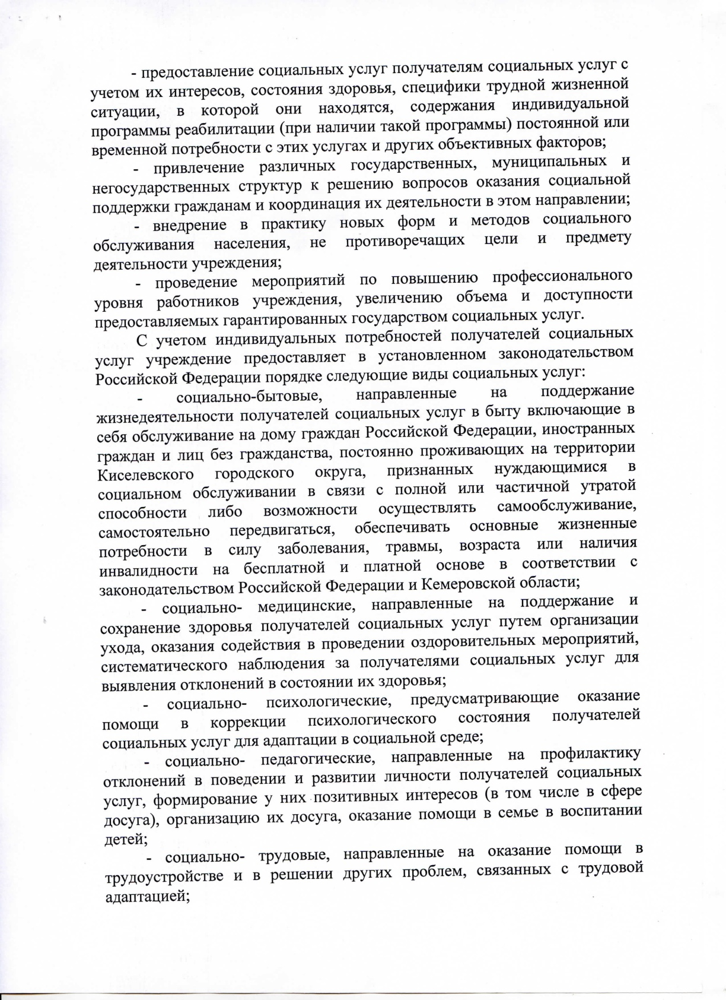 - предоставление социальных услуг получателям социальных услуг с
учетом их интересов, состояния здоровья, специфики трудной жизненной
ситуации, в которой они находятся, содержания индивидуальной
программы реабилитации (при наличии такой программы) постоянной или
временной потребности с этих услугах и других объективных факторов;
- привлечение различных государственных, муниципальных и
негосударственных структур к решению вопросов оказания социальной
поддержки гражданам и координация их деятельности в этом направлении;
- внедрение в практику новых форм и методов социального
обслуживания населения, не противоречащих цели и предмету
деятельности учреждения;
- проведение мероприятий по повышению профессионального
уровня работников учреждения, увеличению объема и доступности
предоставляемых гарантированных государством социальных услуг.
С учетом индивидуальных потребностей получателей социальных
услуг учреждение предоставляет в установленном законодательством
Российской Федерации порядке следующие виды социальных услуг:
- социально-бытовые, направленные на поддержание
жизнедеятельности получателей социальных услуг в быту включающие в
себя обслуживание на дому граждан Российской Федерации, иностранных
граждан и лиц без гражданства, постоянно проживающих на территории
Киселевского городского округа, признанных нуждающимися в
социальном обслуживании в связи с полной или частичной утратой
способности либо возможности осуществлять самообслуживание,
самостоятельно передвигаться, обеспечивать основные жизненные
потребности в силу заболевания, травмы, возраста или наличия
инвалидности на бесплатной и платной основе в соответствии с
законодательством Российской Федерации и Кемеровской области;
- социально- медицинские, направленные на поддержание и
сохранение здоровья получателей социальных услуг путем организации
ухода, оказания содействия в проведении оздоровительных мероприятий,
систематического наблюдения за получателями социальных услуг для
выявления отклонений в состоянии их здоровья;
- социально- психологические, предусматривающие оказание
помощи в коррекции психологического состояния получателей
социальных услуг для адаптации в социальной среде;
- социально- педагогические, направленные на профилактику
отклонений в поведении и развитии личности получателей социальных
услуг, формирование у них позитивных интересов (в том числе в сфере
досуга), организацию их досуга, оказание помощи в семье в воспитании
детей;
- социально- трудовые, направленные на оказание помощи в
трудоустройстве и в решении других проблем, связанных с трудовой
адаптацией;